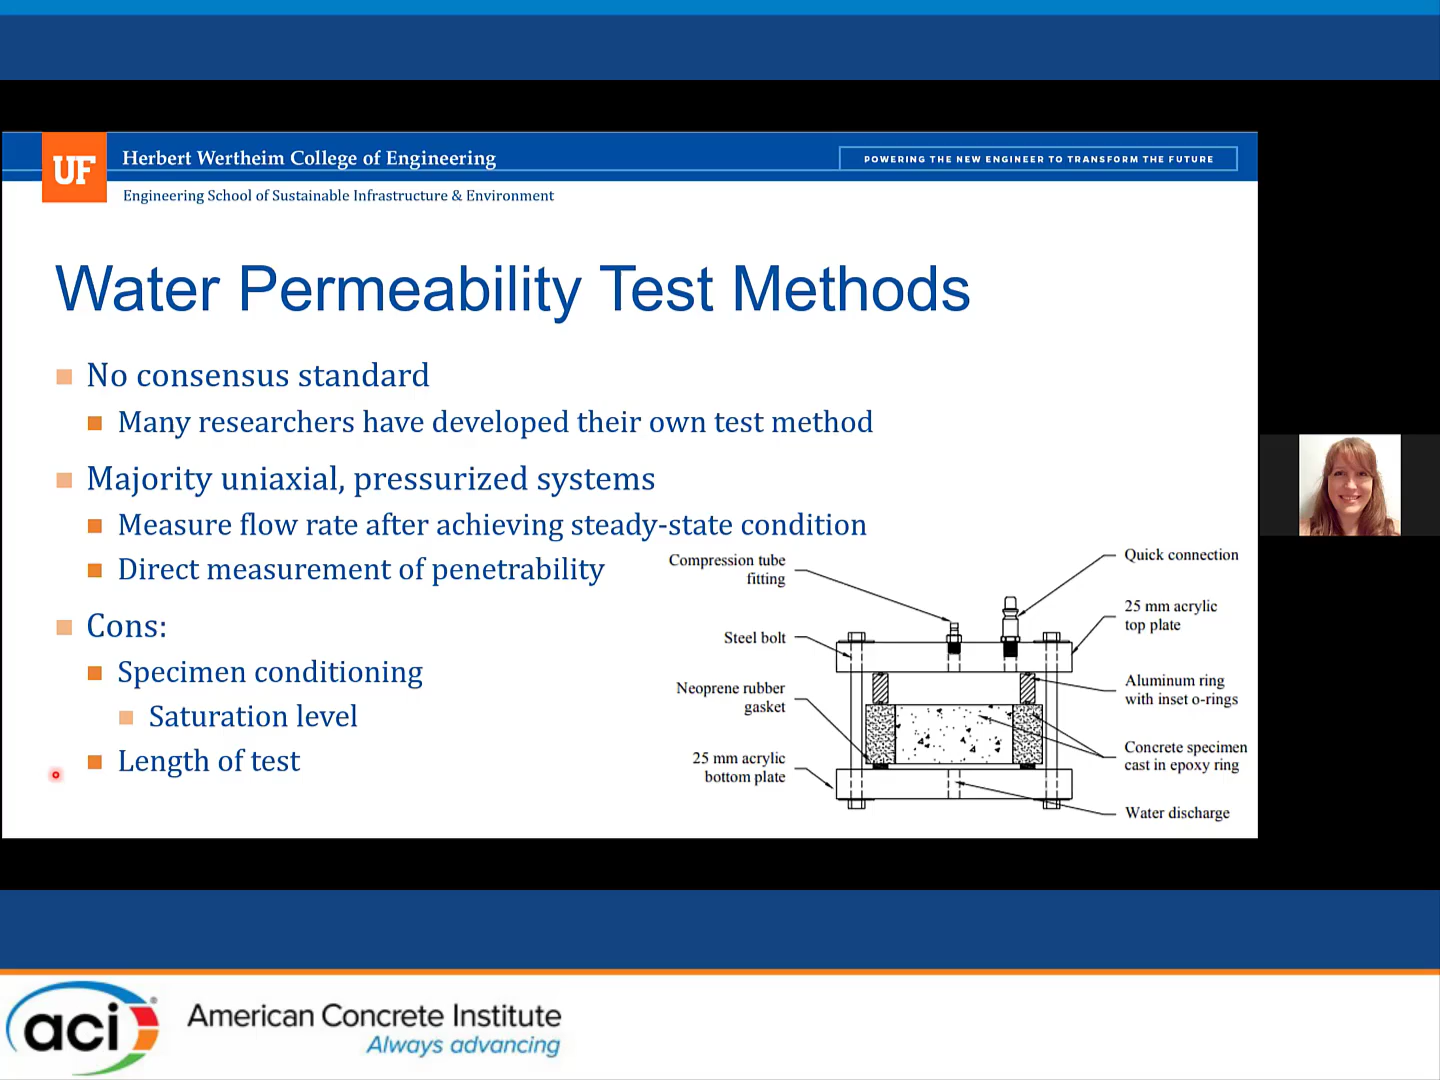 UF
Herbert Wertheim College of Engineering
POWERING THE NEW ENGINEER TO TRANSFORM THE FUTURE
Engineering School of Sustainable Infrastructure & Environment
Water Permeability Test Methods
No consensus standard
Many researchers have developed their own test method
Majority uniaxial, pressurized systems
Measure flow rate after achieving steady-state condition
Direct measurement of penetrability
Cons:
Specimen conditioning
Saturation level
Length of test
Compression tube
fitting
Steel bolt
Neoprene rubber
gasket
25 mm acrylic
bottom plate
Quick connection
25 mm acrylic
top plate
Aluminum ring
with inset o-rings
Concrete specimen
cast in epoxy ring
Water discharge
aci
American Concrete Institute
Always advancing